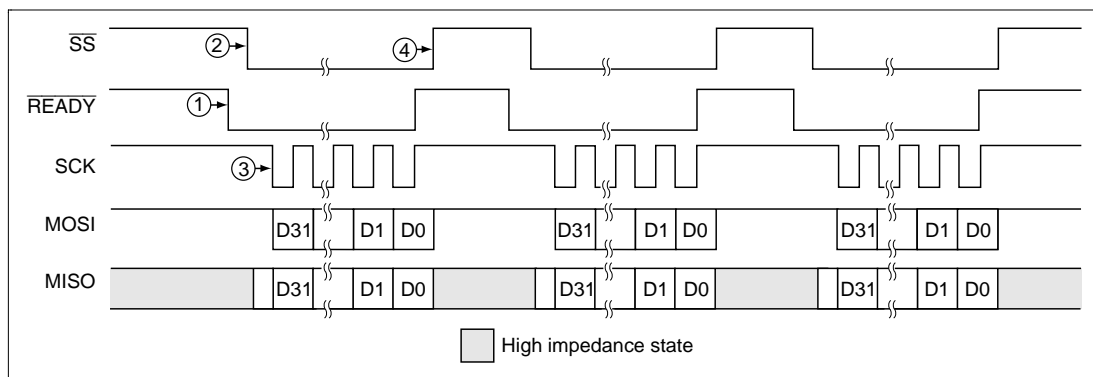 SS
② ④
READY
①
SCK
③
MOSI
D31 D1 D0 D31 D1 D0 D31 D1 D0
MISO
D31 D1 D0 D31 D1 D0 D31 D1 D0
High impedance state